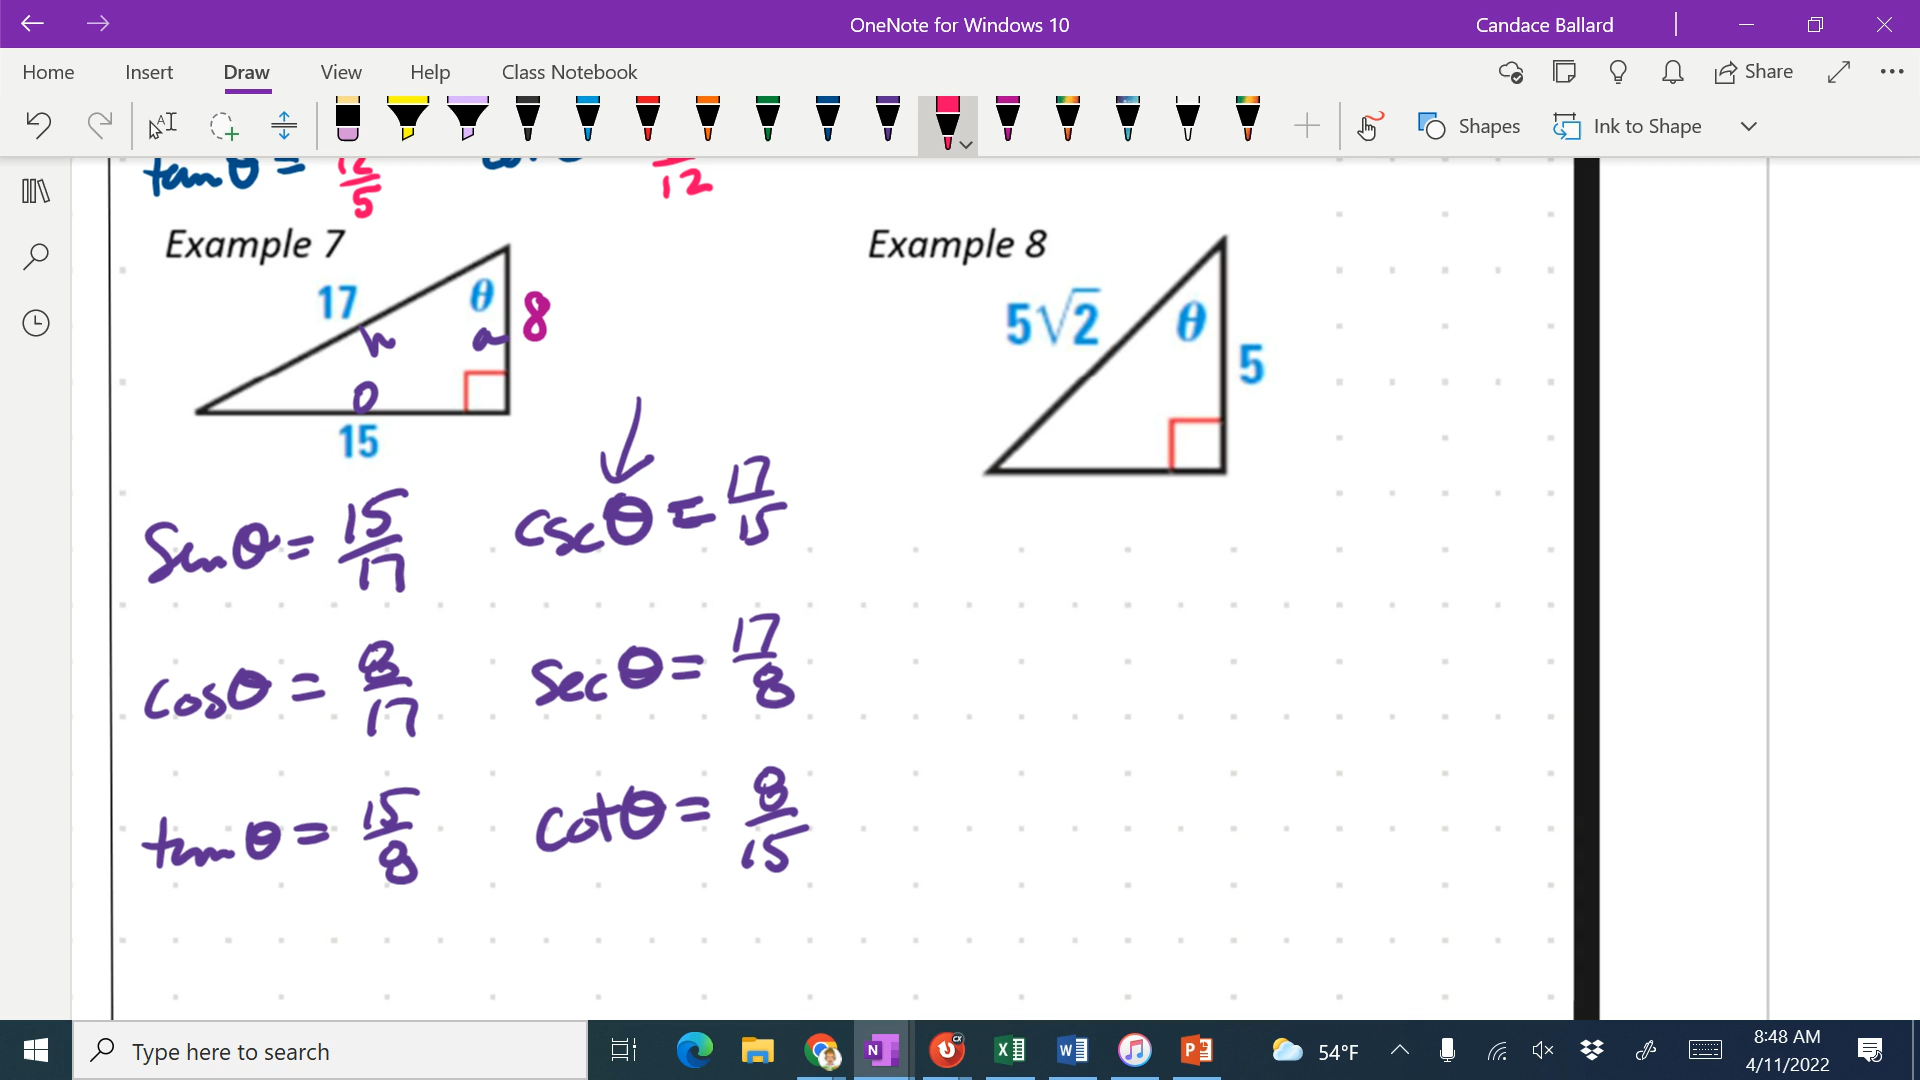 OneNote for Windows 10
Candace Ballard
Home Insert Draw View Help Class Notebook
Share
Shapes Ink to Shape
tan θ = 12/5
12
Example 7
17 θ 8
h a
o
15
Sin θ = 15/17 csc θ = 17/15
cos θ = 8/17 sec θ = 17/8
tan θ = 15/8 cot θ = 8/15
Example 8
5√2 θ
5
Type here to search
54°F
8:48 AM
4/11/2022